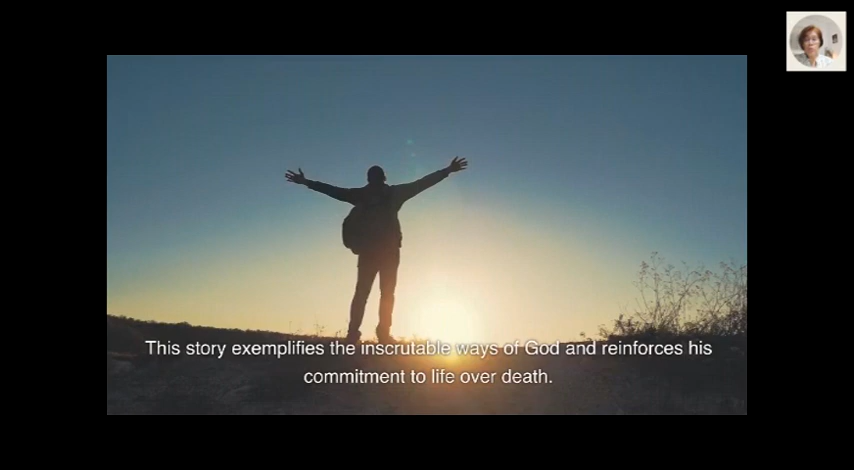 This story exemplifies the inscrutable ways of God and reinforces his
commitment to life over death.